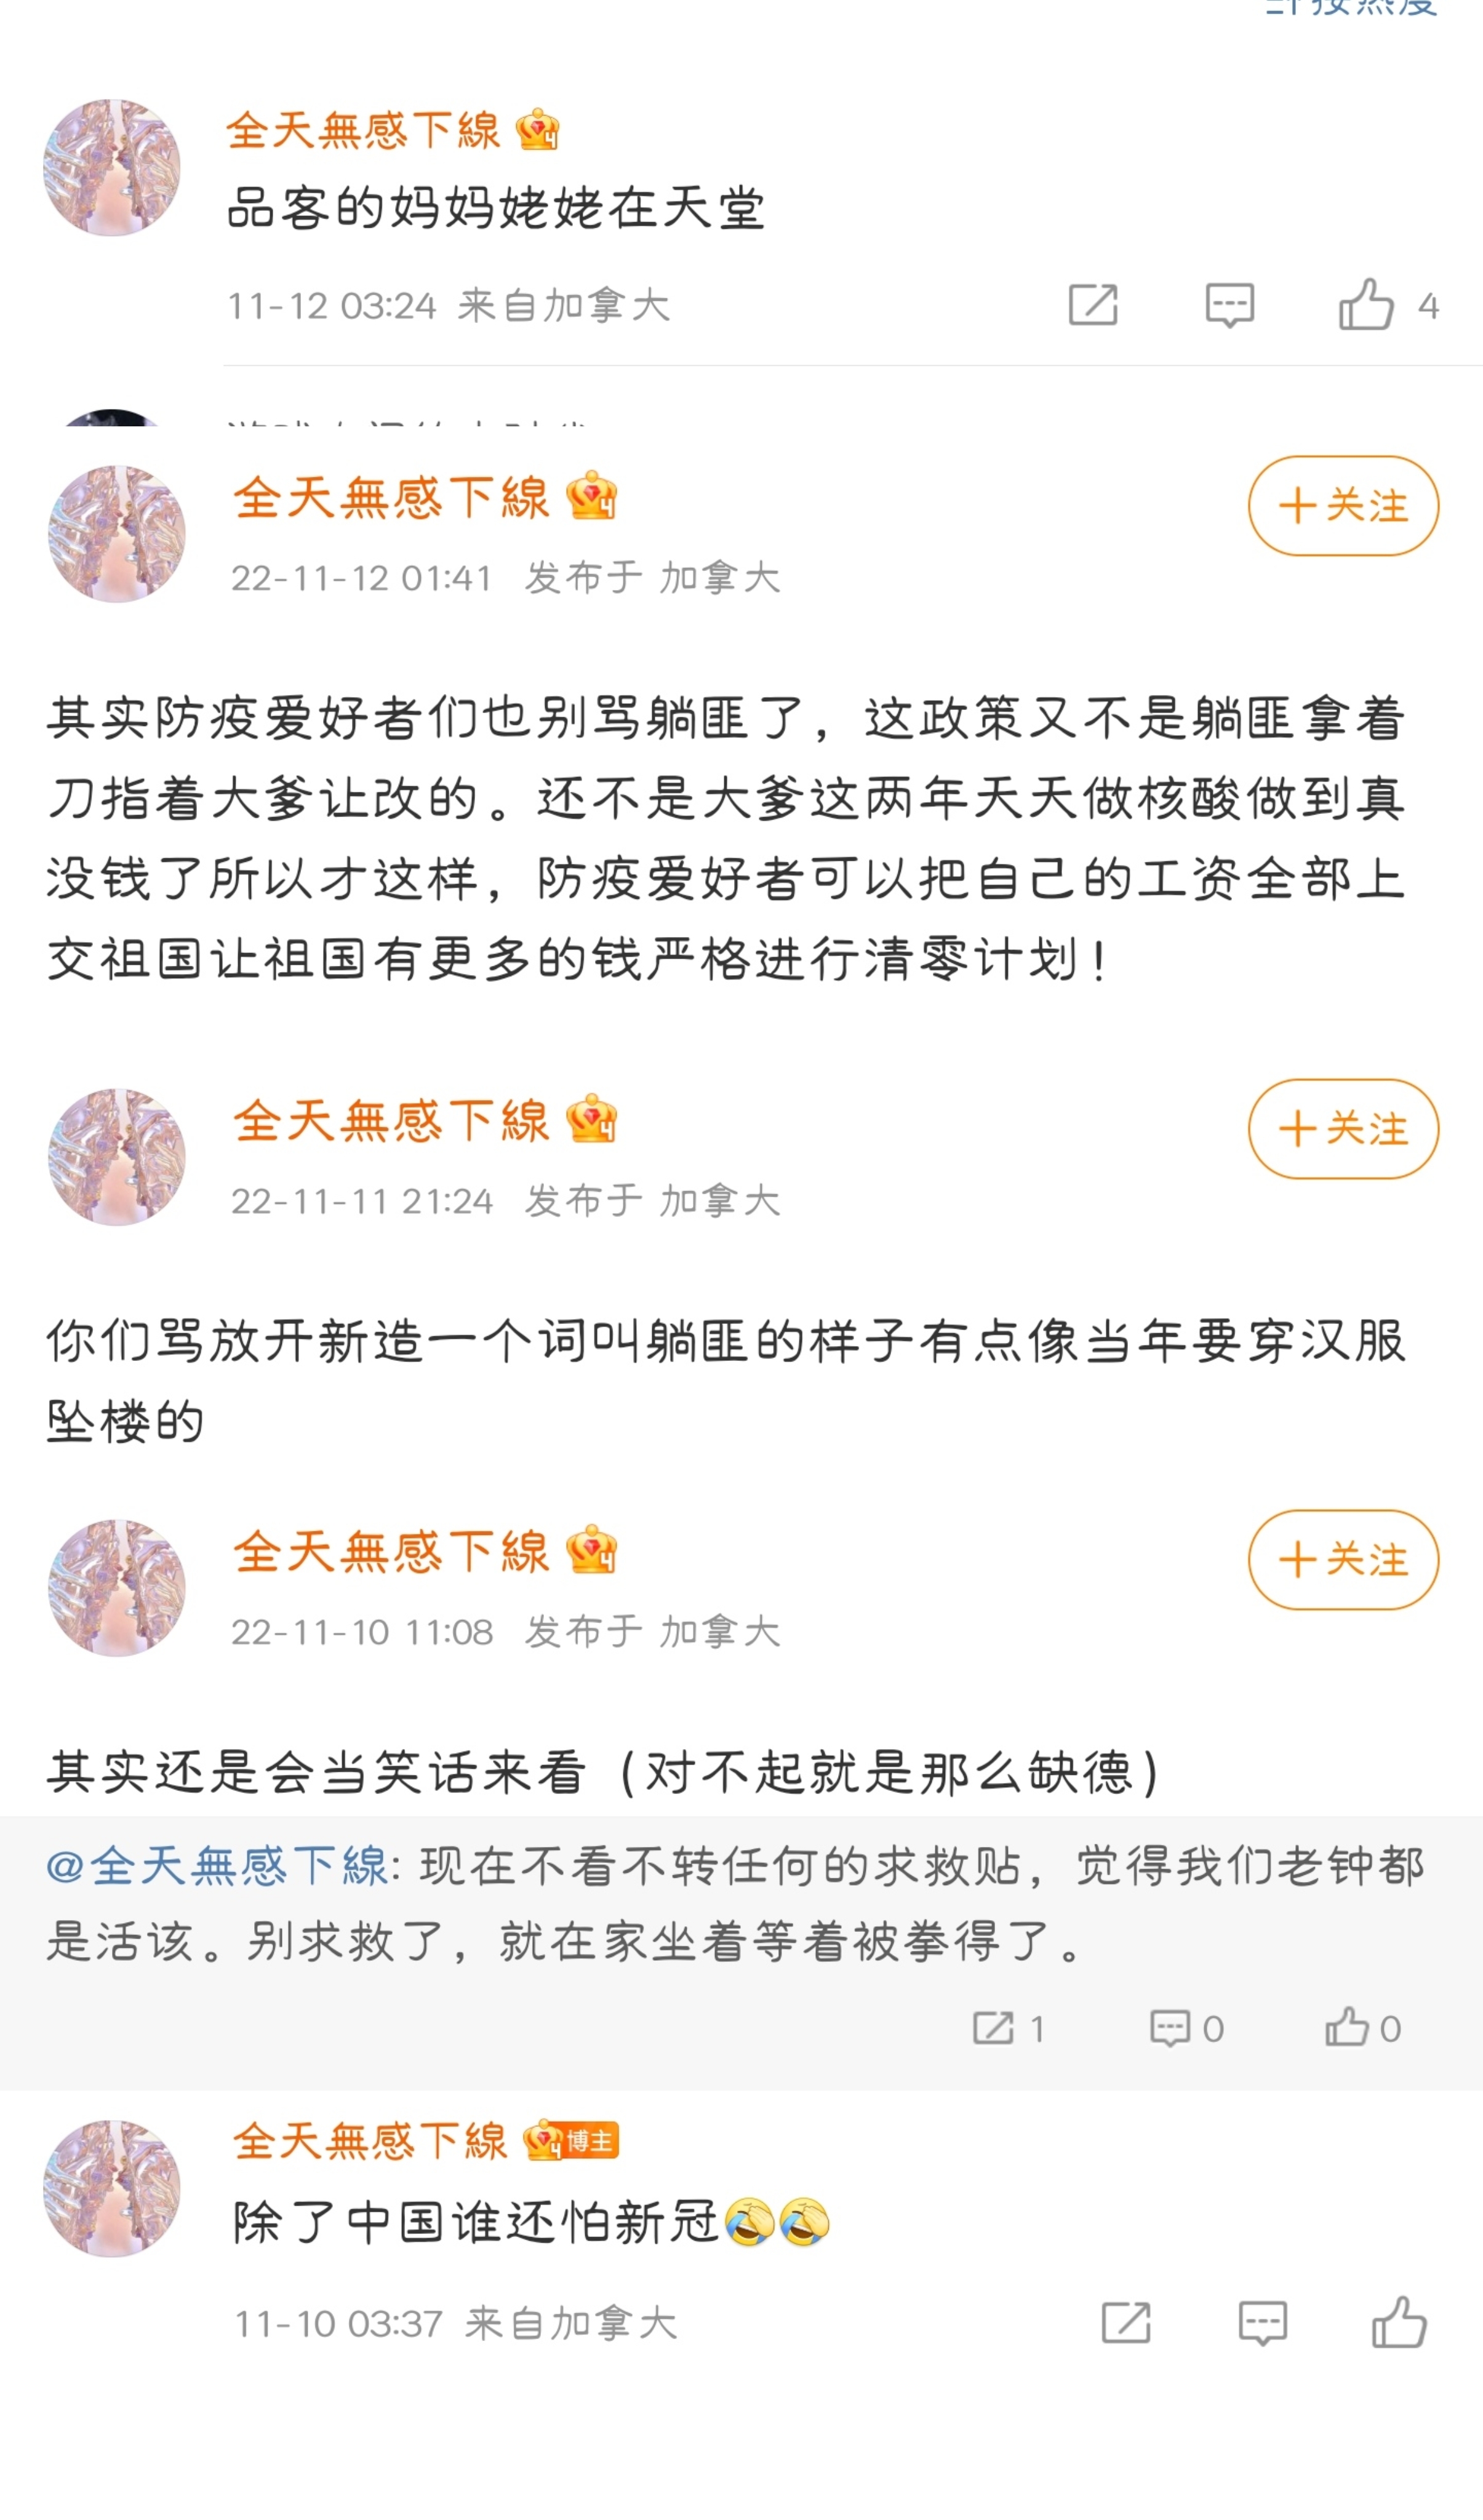 全天無感下線
品客的妈妈姥姥在天堂
11-12 03:24 来自加拿大
4
全天無感下線
+关注
22-11-12 01:41 发布于 加拿大
其实防疫爱好者们也别骂躺匪了，这政策又不是躺匪拿着
刀指着大爹让改的。还不是大爹这两年天天做核酸做到真
没钱了所以才这样，防疫爱好者可以把自己的工资全部上
交祖国让祖国有更多的钱严格进行清零计划！
全天無感下線
+关注
22-11-11 21:24 发布于 加拿大
你们骂放开新造一个词叫躺匪的样子有点像当年要穿汉服
坠楼的
全天無感下線
+关注
22-11-10 11:08 发布于 加拿大
其实还是会当笑话来看（对不起就是那么缺德）
@全天無感下線: 现在不看不转任何的求救贴，觉得我们老钟都
是活该。别求救了，就在家坐着等着被拳得了。
1 0 0
全天無感下線 博主
除了中国谁还怕新冠🤣🤣
11-10 03:37 来自加拿大